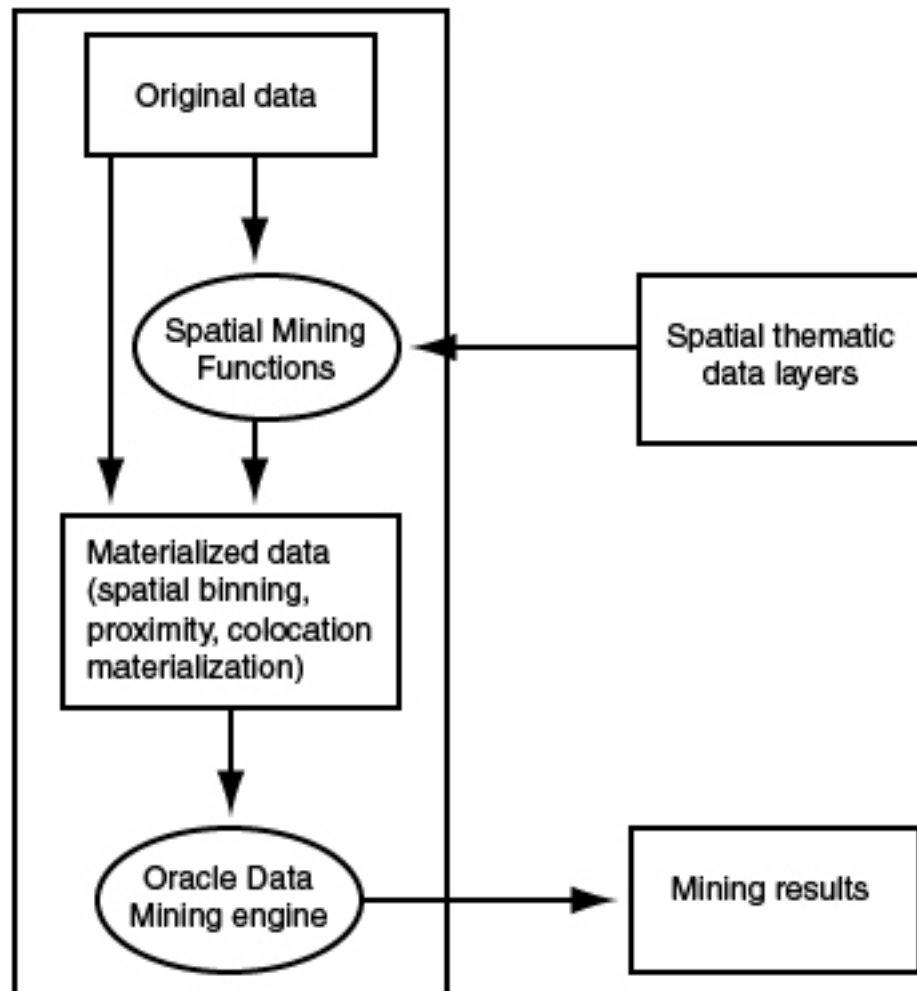 Original data
Spatial Mining
Functions
Spatial thematic
data layers
Materialized data
(spatial binning,
proximity, colocation
materialization)
Oracle Data
Mining engine
Mining results